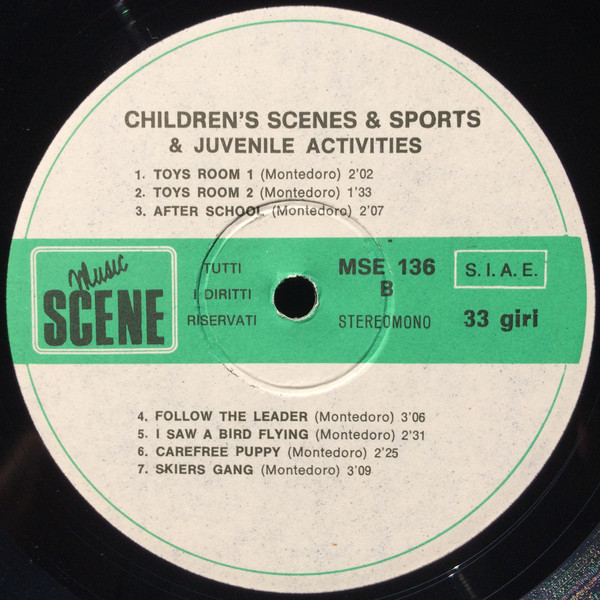 CHILDREN'S SCENES & SPORTS
& JUVENILE ACTIVITIES
1. TOYS ROOM 1 (Montedoro) 2'02
2. TOYS ROOM 2 (Montedoro) 1'33
3. AFTER SCHOOL (Montedoro) 2'07
Music
SCENE
TUTTI
I DIRITTI
RISERVATI
MSE 136
B
STEREOMONO
S.I.A.E.
33 giri
4. FOLLOW THE LEADER (Montedoro) 3'06
5. I SAW A BIRD FLYING (Montedoro) 2'31
6. CAREFREE PUPPY (Montedoro) 2'25
7. SKIERS GANG (Montedoro) 3'09